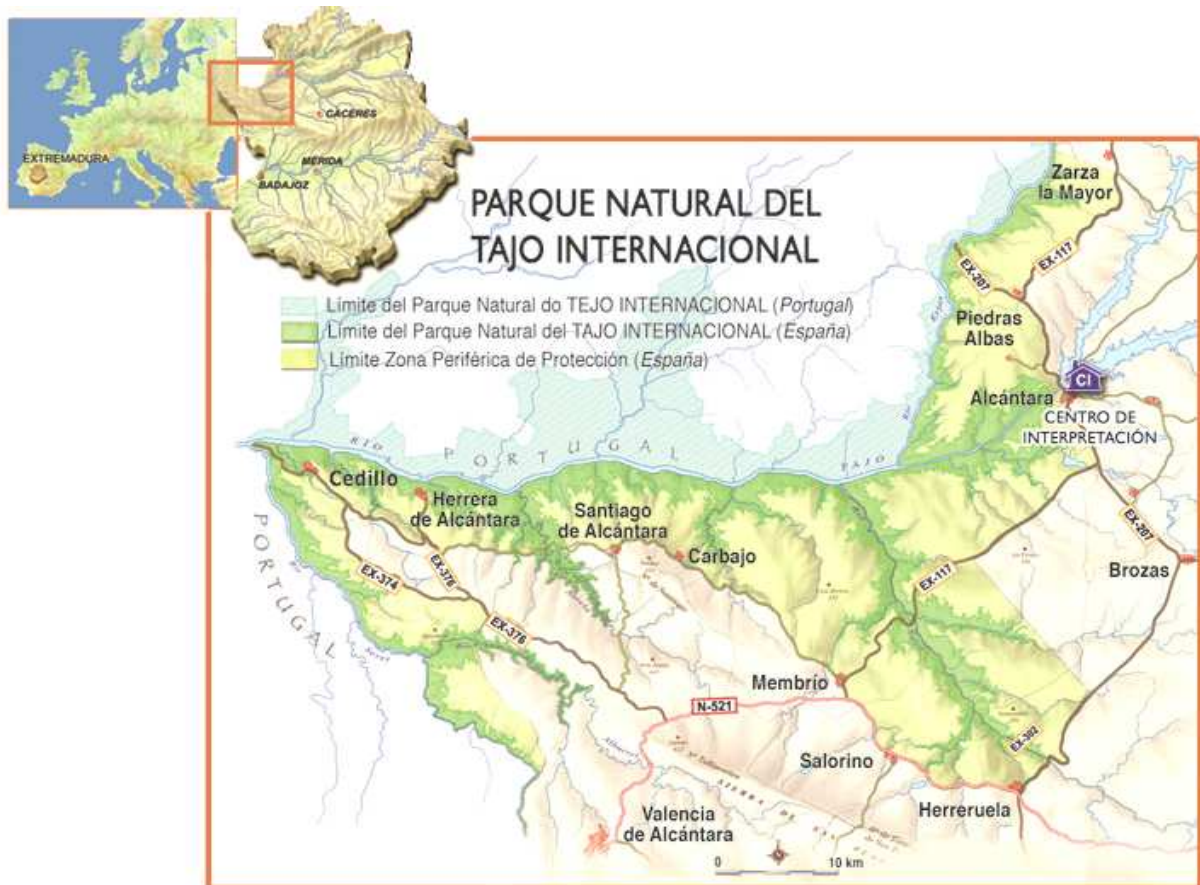 EXTREMADURA
CÁCERES
MÉRIDA
BADAJOZ
PARQUE NATURAL DEL
TAJO INTERNACIONAL
Límite del Parque Natural do TEJO INTERNACIONAL (Portugal)
Límite del Parque Natural del TAJO INTERNACIONAL (España)
Límite Zona Periférica de Protección (España)
Zarza
la Mayor
EX-207
EX-117
Piedras
Albas
Alcántara
CI
CENTRO DE
INTERPRETACIÓN
RÍO
TAJO
PORTUGAL
Cedillo
Herrera
de Alcántara
Santiago
de Alcántara
Carbajo
PORTUGAL
EX-374
EX-376
EX-376
Sever
EX-117
EX-207
Brozas
Membrío
N-521
Salorino
EX-302
Herreruela
Valencia
de Alcántara
SIERRA DE SAN
0 10 km